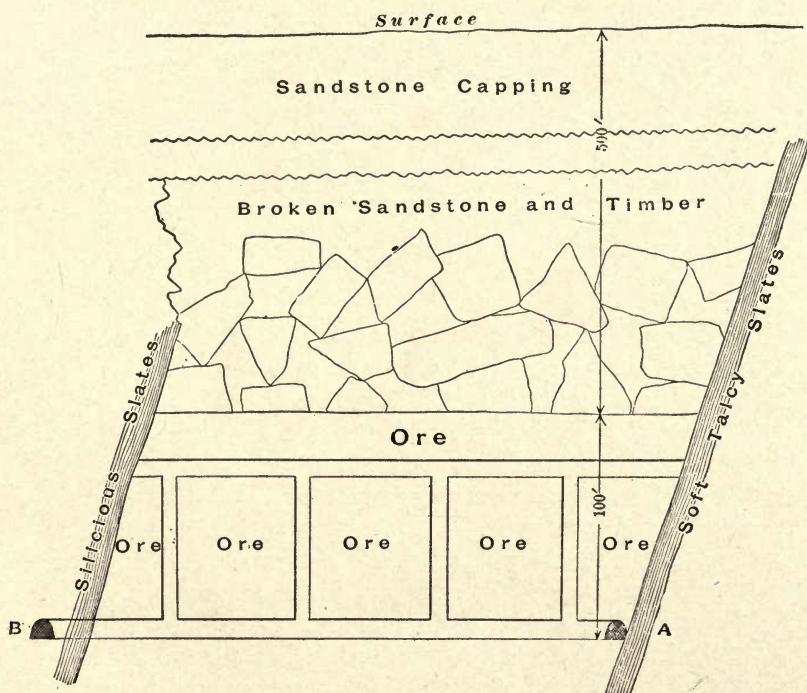 Surface
Sandstone Capping
500'
Broken Sandstone and Timber
Silicious Slates
Soft Talcy Slates
Ore
100'
Ore
Ore
Ore
Ore
Ore
B
A